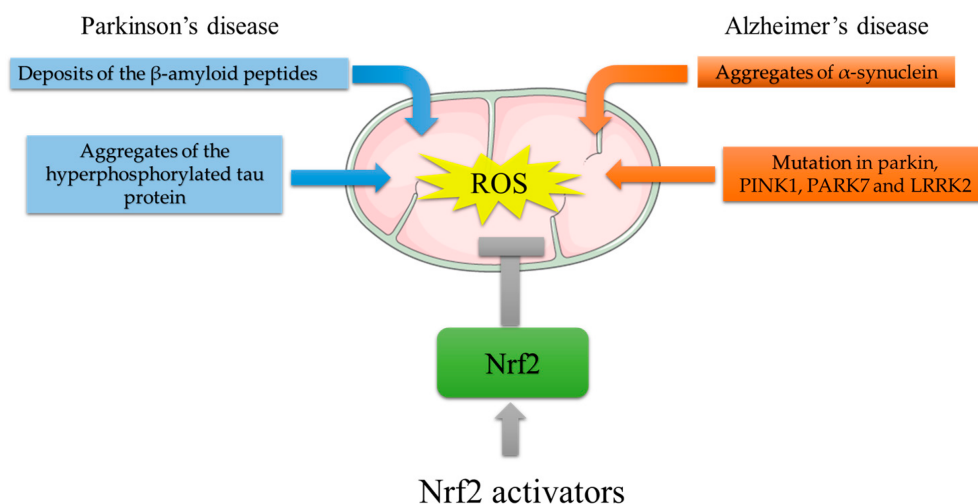 Parkinson’s disease
Alzheimer’s disease
Deposits of the β-amyloid peptides
Aggregates of α-synuclein
Aggregates of the
hyperphosphorylated tau
protein
Mutation in parkin,
PINK1, PARK7 and LRRK2
ROS
Nrf2
Nrf2 activators